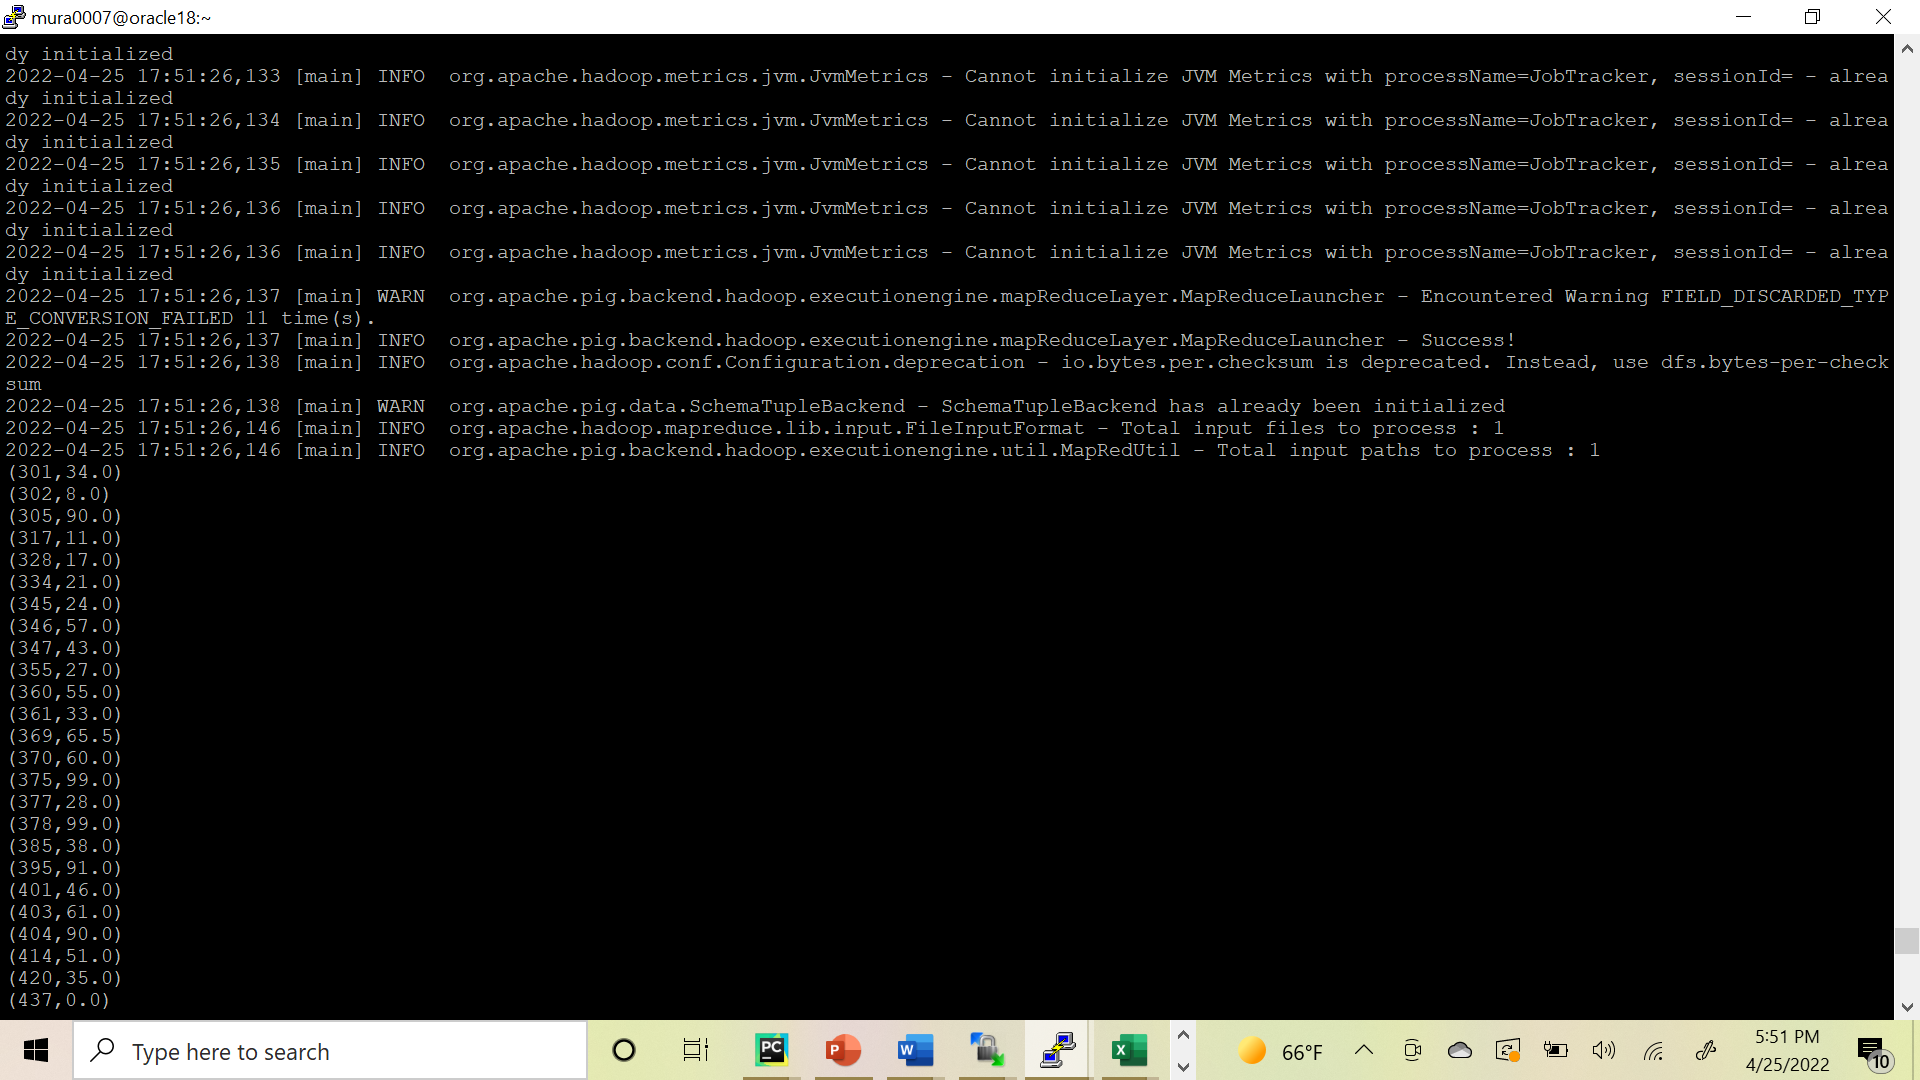 mura0007@oracle18:~
dy initialized
2022-04-25 17:51:26,133 [main] INFO  org.apache.hadoop.metrics.jvm.JvmMetrics - Cannot initialize JVM Metrics with processName=JobTracker, sessionId= - alrea
dy initialized
2022-04-25 17:51:26,134 [main] INFO  org.apache.hadoop.metrics.jvm.JvmMetrics - Cannot initialize JVM Metrics with processName=JobTracker, sessionId= - alrea
dy initialized
2022-04-25 17:51:26,135 [main] INFO  org.apache.hadoop.metrics.jvm.JvmMetrics - Cannot initialize JVM Metrics with processName=JobTracker, sessionId= - alrea
dy initialized
2022-04-25 17:51:26,136 [main] INFO  org.apache.hadoop.metrics.jvm.JvmMetrics - Cannot initialize JVM Metrics with processName=JobTracker, sessionId= - alrea
dy initialized
2022-04-25 17:51:26,136 [main] INFO  org.apache.hadoop.metrics.jvm.JvmMetrics - Cannot initialize JVM Metrics with processName=JobTracker, sessionId= - alrea
dy initialized
2022-04-25 17:51:26,137 [main] WARN  org.apache.pig.backend.hadoop.executionengine.mapReduceLayer.MapReduceLauncher - Encountered Warning FIELD_DISCARDED_TYP
E_CONVERSION_FAILED 11 time(s).
2022-04-25 17:51:26,137 [main] INFO  org.apache.pig.backend.hadoop.executionengine.mapReduceLayer.MapReduceLauncher - Success!
2022-04-25 17:51:26,138 [main] INFO  org.apache.hadoop.conf.Configuration.deprecation - io.bytes.per.checksum is deprecated. Instead, use dfs.bytes-per-check
sum
2022-04-25 17:51:26,138 [main] WARN  org.apache.pig.data.SchemaTupleBackend - SchemaTupleBackend has already been initialized
2022-04-25 17:51:26,146 [main] INFO  org.apache.hadoop.mapreduce.lib.input.FileInputFormat - Total input files to process : 1
2022-04-25 17:51:26,146 [main] INFO  org.apache.pig.backend.hadoop.executionengine.util.MapRedUtil - Total input paths to process : 1
(301,34.0)
(302,8.0)
(305,90.0)
(317,11.0)
(328,17.0)
(334,21.0)
(345,24.0)
(346,57.0)
(347,43.0)
(355,27.0)
(360,55.0)
(361,33.0)
(369,65.5)
(370,60.0)
(375,99.0)
(377,28.0)
(378,99.0)
(385,38.0)
(395,91.0)
(401,46.0)
(403,61.0)
(404,90.0)
(414,51.0)
(420,35.0)
(437,0.0)
Type here to search
PC
P
W
X
66°F
5:51 PM
4/25/2022
10